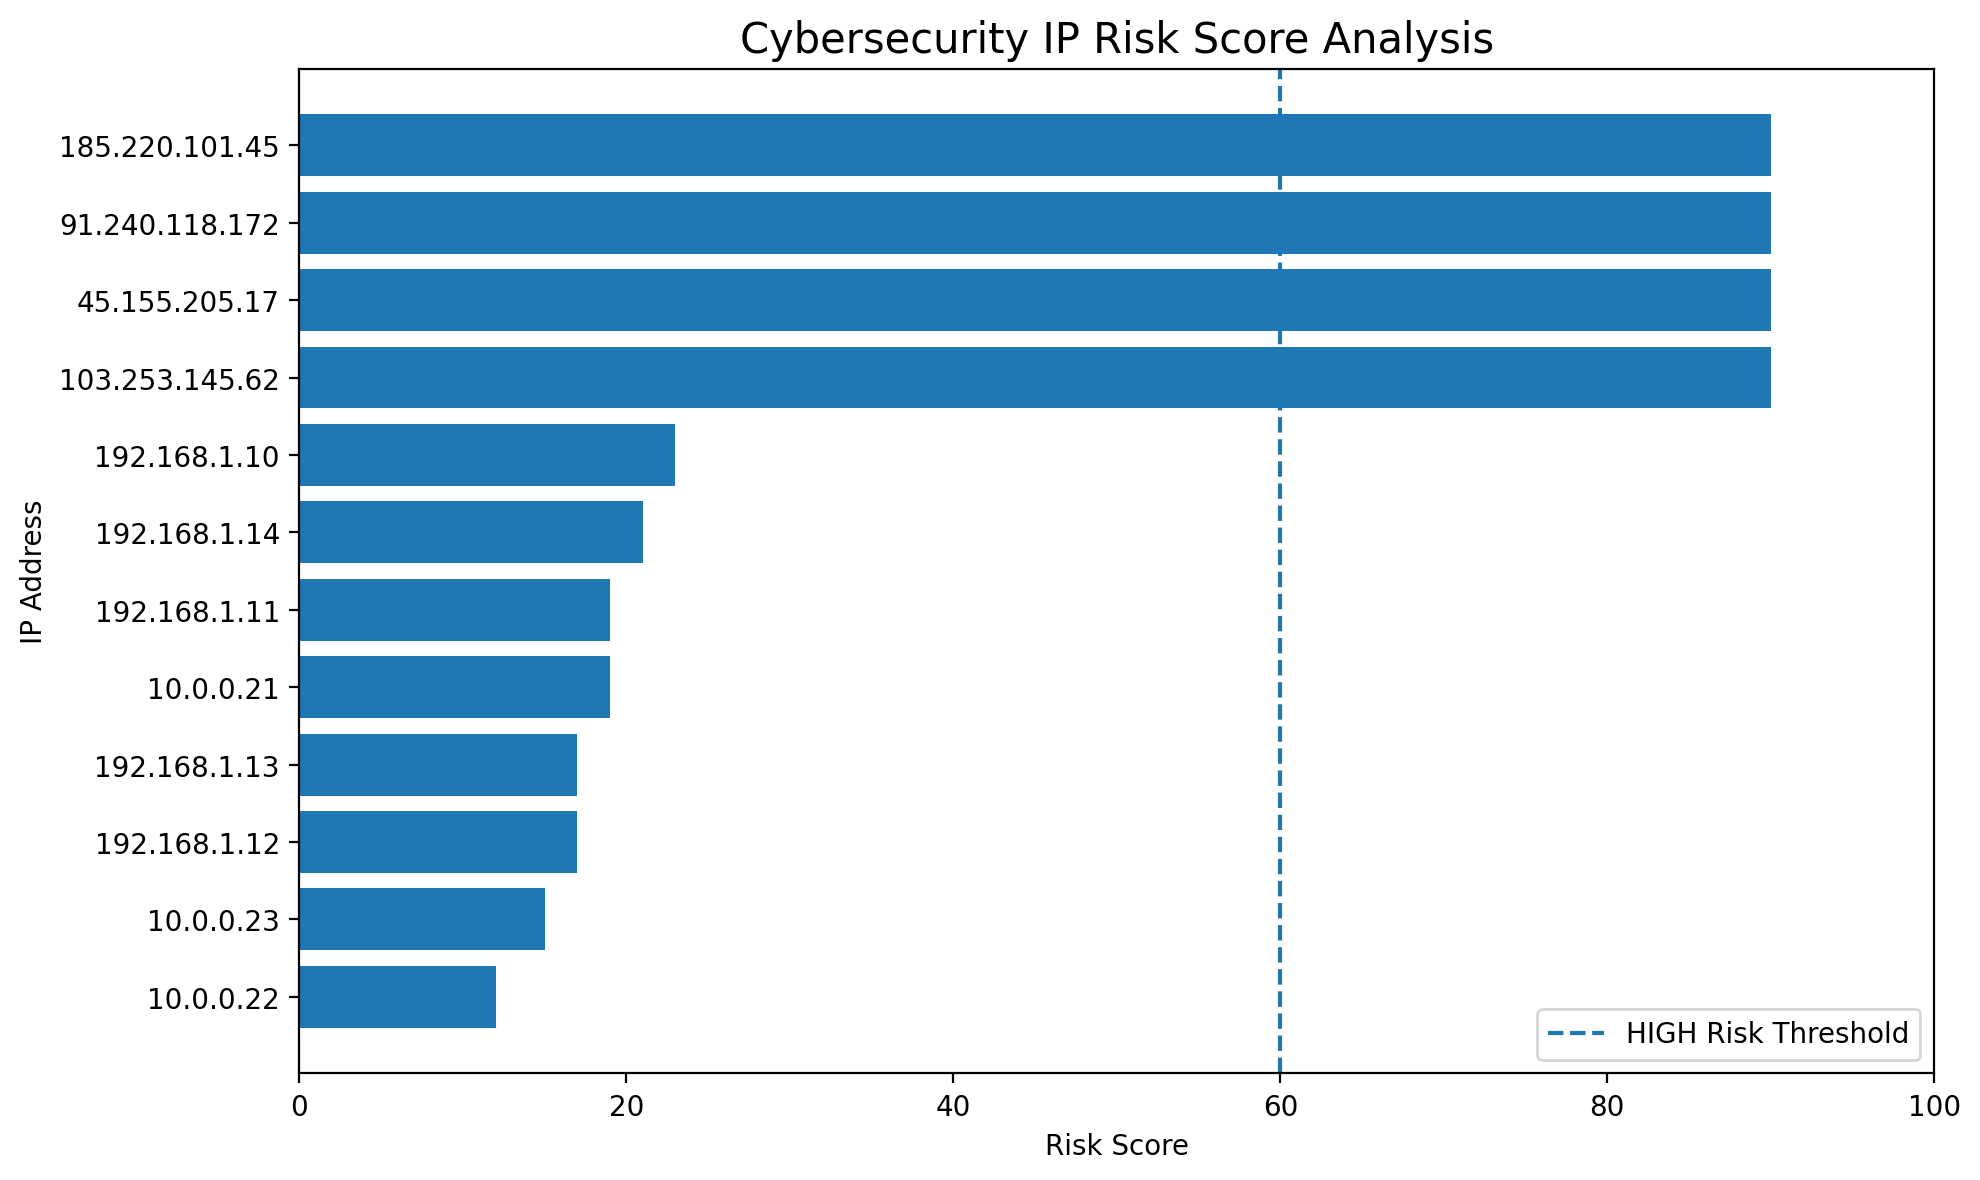 Cybersecurity IP Risk Score Analysis
185.220.101.45
91.240.118.172
45.155.205.17
103.253.145.62
192.168.1.10
192.168.1.14
192.168.1.11
10.0.0.21
192.168.1.13
192.168.1.12
10.0.0.23
10.0.0.22
IP Address
HIGH Risk Threshold
0 20 40 60 80 100
Risk Score